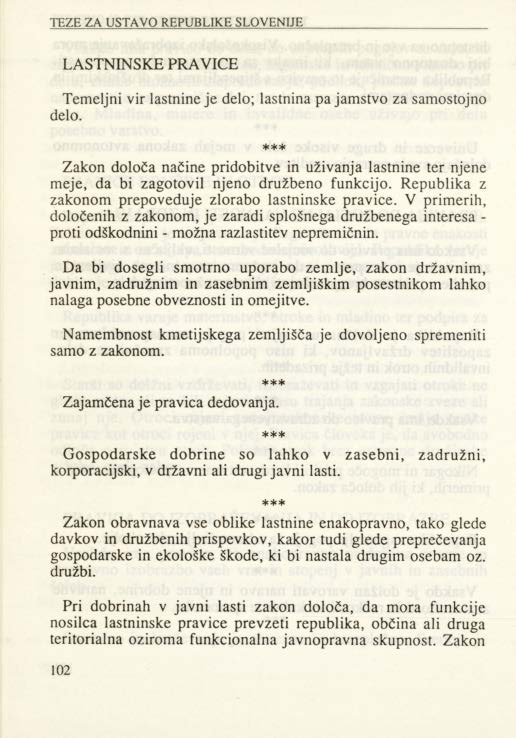 TEZE ZA USTAVO REPUBLIKE SLOVENIJE
LASTNINSKE PRAVICE
Temeljni vir lastnine je delo; lastnina pa jamstvo za samostojno
delo.
***
Zakon določa načine pridobitve in uživanja lastnine ter njene
meje, da bi zagotovil njeno družbeno funkcijo. Republika z
zakonom prepoveduje zlorabo lastninske pravice. V primerih,
določenih z zakonom, je zaradi splošnega družbenega interesa -
proti odškodnini - možna razlastitev nepremičnin.
Da bi dosegli smotrno uporabo zemlje, zakon državnim,
javnim, zadružnim in zasebnim zemljiškim posestnikom lahko
nalaga posebne obveznosti in omejitve.
Namembnost kmetijskega zemljišča je dovoljeno spremeniti
samo z zakonom.
***
Zajamčena je pravica dedovanja.
***
Gospodarske dobrine so lahko v zasebni, zadružni,
korporacijski, v državni ali drugi javni lasti.
***
Zakon obravnava vse oblike lastnine enakopravno, tako glede
davkov in družbenih prispevkov, kakor tudi glede preprečevanja
gospodarske in ekološke škode, ki bi nastala drugim osebam oz.
družbi.
Pri dobrinah v javni lasti zakon določa, da mora funkcije
nosilca lastninske pravice prevzeti republika, občina ali druga
teritorialna oziroma funkcionalna javnopravna skupnost. Zakon
102